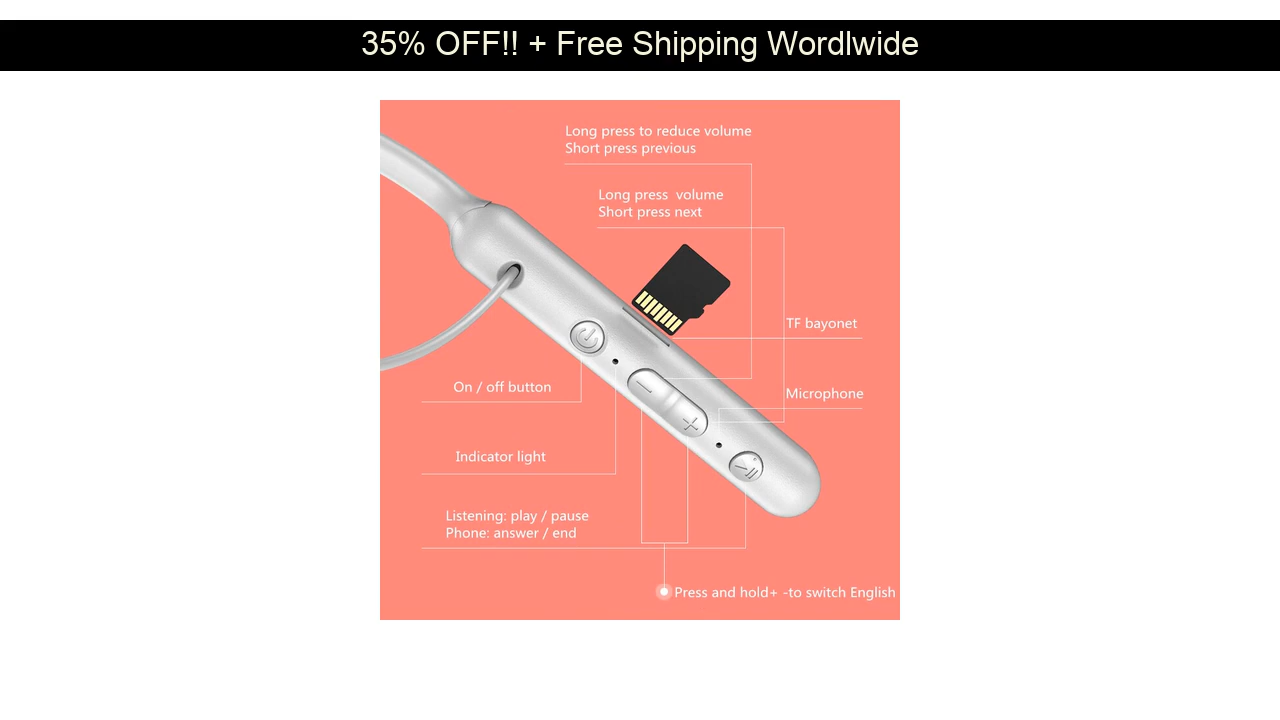 35% OFF!! + Free Shipping Wordlwide
Long press to reduce volume
Short press previous
Long press volume
Short press next
TF bayonet
On / off button
Microphone
Indicator light
Listening: play / pause
Phone: answer / end
Press and hold+ -to switch English